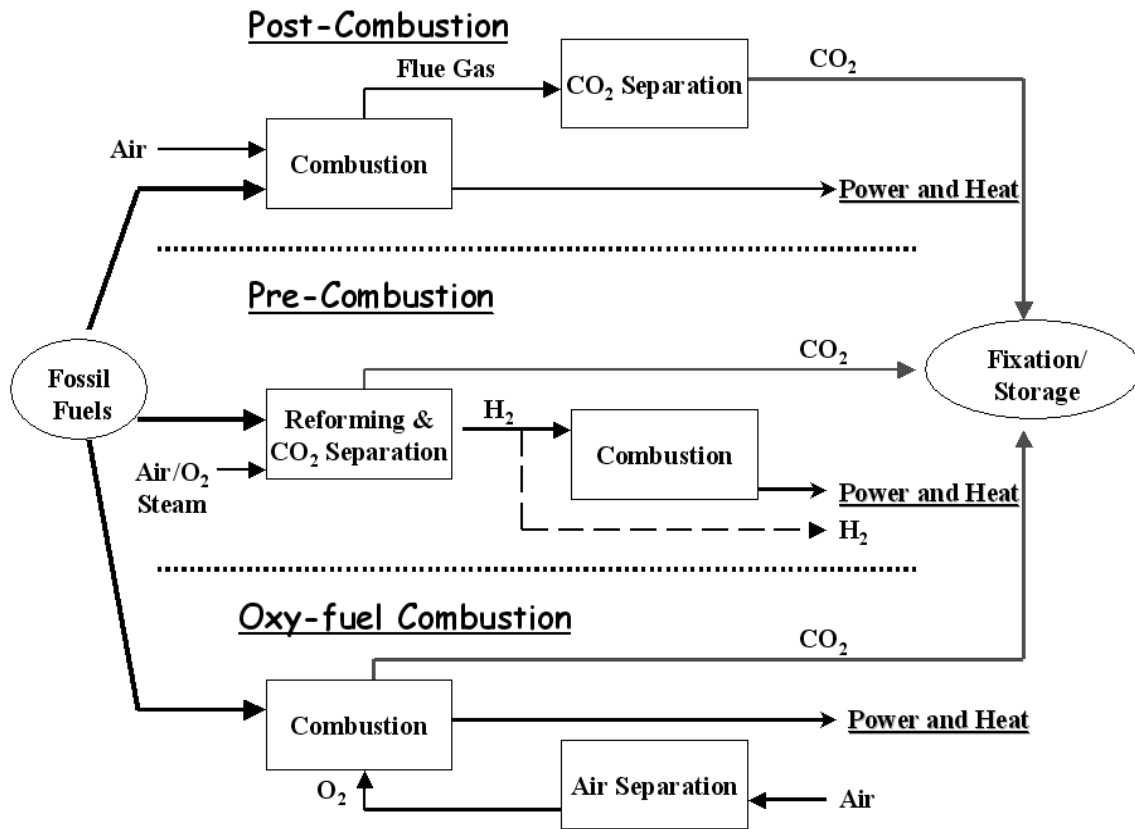 Post-Combustion
Flue Gas
CO₂ Separation
CO₂
Air
Combustion
Power and Heat
Pre-Combustion
CO₂
Fossil
Fuels
Fixation/
Storage
Reforming &
CO₂ Separation
H₂
Combustion
Air/O₂
Steam
Power and Heat
H₂
Oxy-fuel Combustion
CO₂
Combustion
Power and Heat
O₂
Air Separation
Air